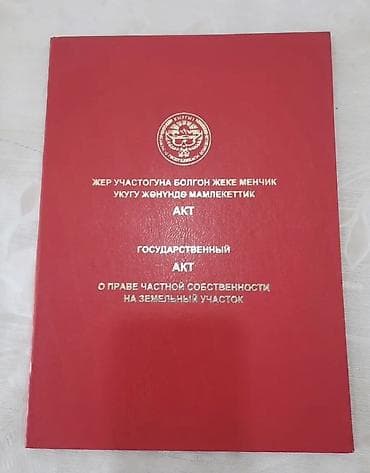 ЖЕР УЧАСТОГУНА БОЛГОН ЖЕКЕ МЕНЧИК
УКУГУ ЖӨНҮНДӨ МАМЛЕКЕТТИК
АКТ
ГОСУДАРСТВЕННЫЙ
АКТ
О ПРАВЕ ЧАСТНОЙ СОБСТВЕННОСТИ
НА ЗЕМЕЛЬНЫЙ УЧАСТОК